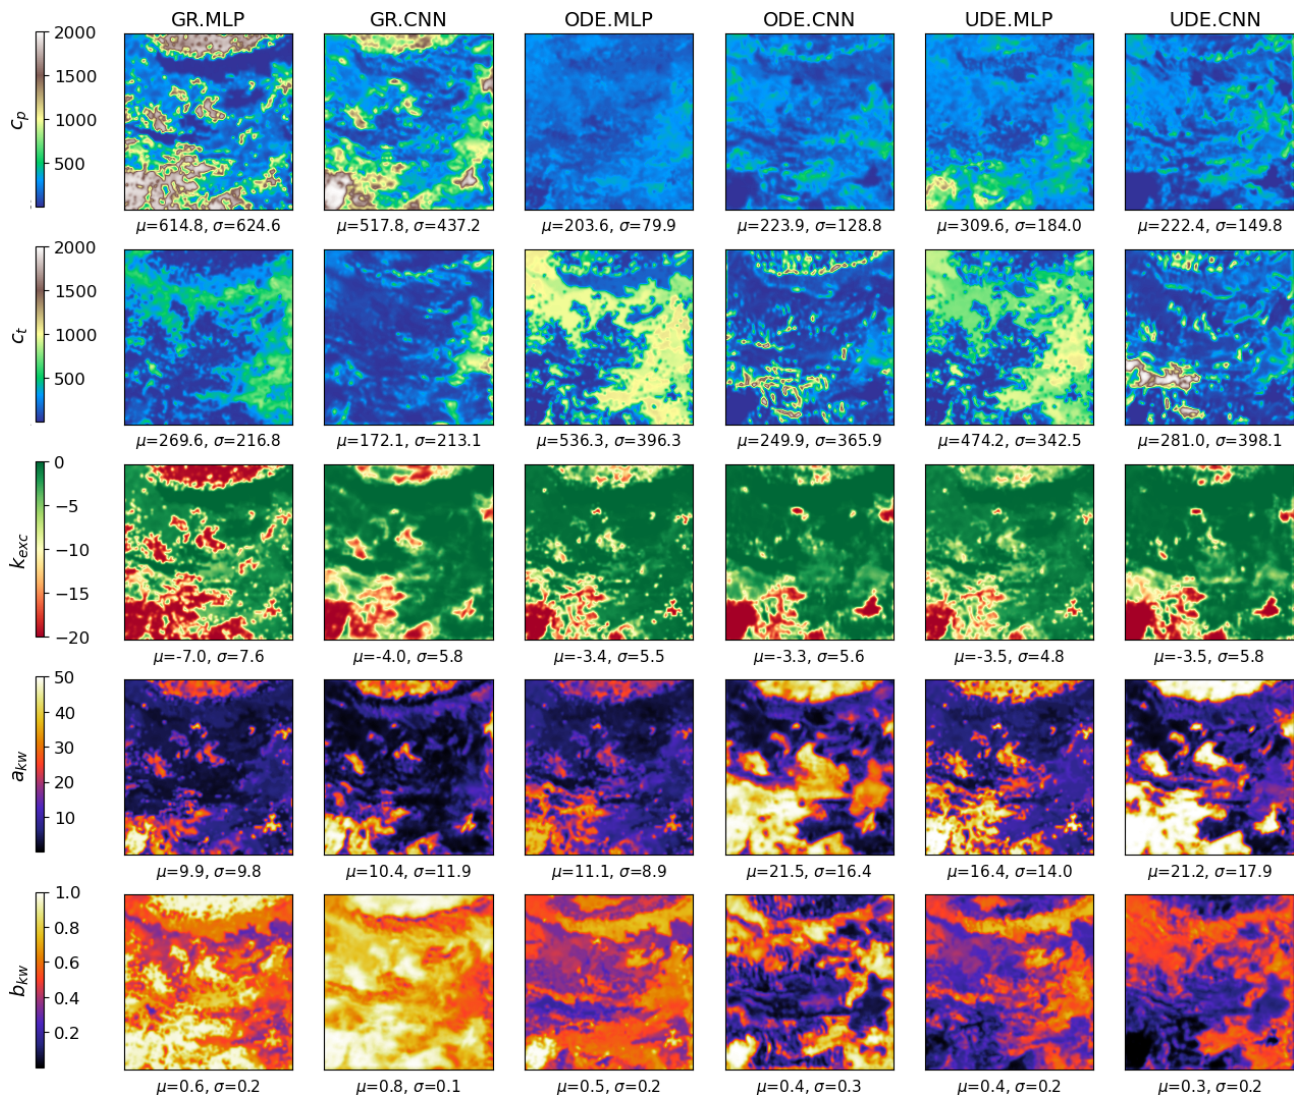 GR.MLP GR.CNN ODE.MLP ODE.CNN UDE.MLP UDE.CNN
2000
1500
1000
500
c_p
μ=614.8, σ=624.6 μ=517.8, σ=437.2 μ=203.6, σ=79.9 μ=223.9, σ=128.8 μ=309.6, σ=184.0 μ=222.4, σ=149.8
2000
1500
1000
500
c_t
μ=269.6, σ=216.8 μ=172.1, σ=213.1 μ=536.3, σ=396.3 μ=249.9, σ=365.9 μ=474.2, σ=342.5 μ=281.0, σ=398.1
0
−5
−10
−15
−20
k_exc
μ=-7.0, σ=7.6 μ=-4.0, σ=5.8 μ=-3.4, σ=5.5 μ=-3.3, σ=5.6 μ=-3.5, σ=4.8 μ=-3.5, σ=5.8
50
40
30
20
10
a_kw
μ=9.9, σ=9.8 μ=10.4, σ=11.9 μ=11.1, σ=8.9 μ=21.5, σ=16.4 μ=16.4, σ=14.0 μ=21.2, σ=17.9
1.0
0.8
0.6
0.4
0.2
b_kw
μ=0.6, σ=0.2 μ=0.8, σ=0.1 μ=0.5, σ=0.2 μ=0.4, σ=0.3 μ=0.4, σ=0.2 μ=0.3, σ=0.2